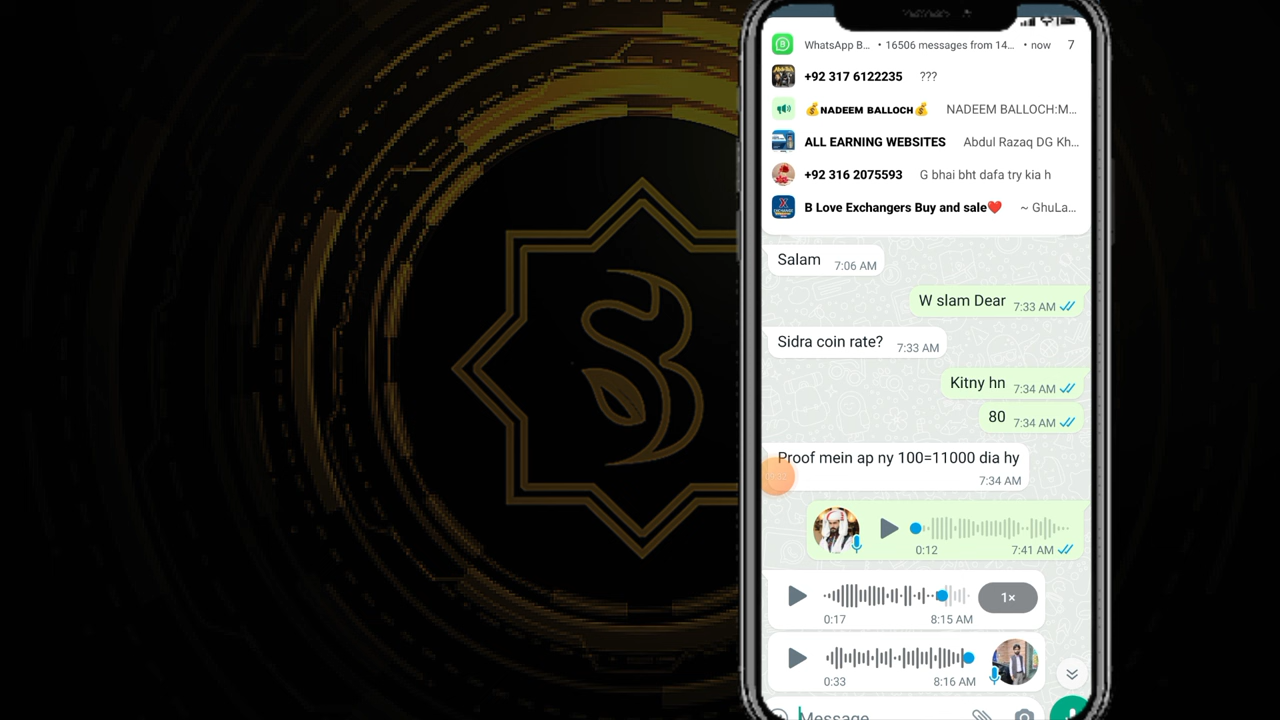 WhatsApp B... • 16506 messages from 14... • now 7
+92 317 6122235 ???
💰ɴᴀᴅᴇᴇᴍ ʙᴀʟʟᴏᴄʜ💰 NADEEM BALLOCH:M...
ALL EARNING WEBSITES Abdul Razaq DG Kh...
+92 316 2075593 G bhai bht dafa try kia h
B Love Exchangers Buy and sale❤️ ~ GhuLa...
Salam 7:06 AM
W slam Dear 7:33 AM
Sidra coin rate? 7:33 AM
Kitny hn 7:34 AM
80 7:34 AM
Proof mein ap ny 100=11000 dia hy
7:34 AM
0:12 7:41 AM
1×
0:17 8:15 AM
0:33 8:16 AM
Message